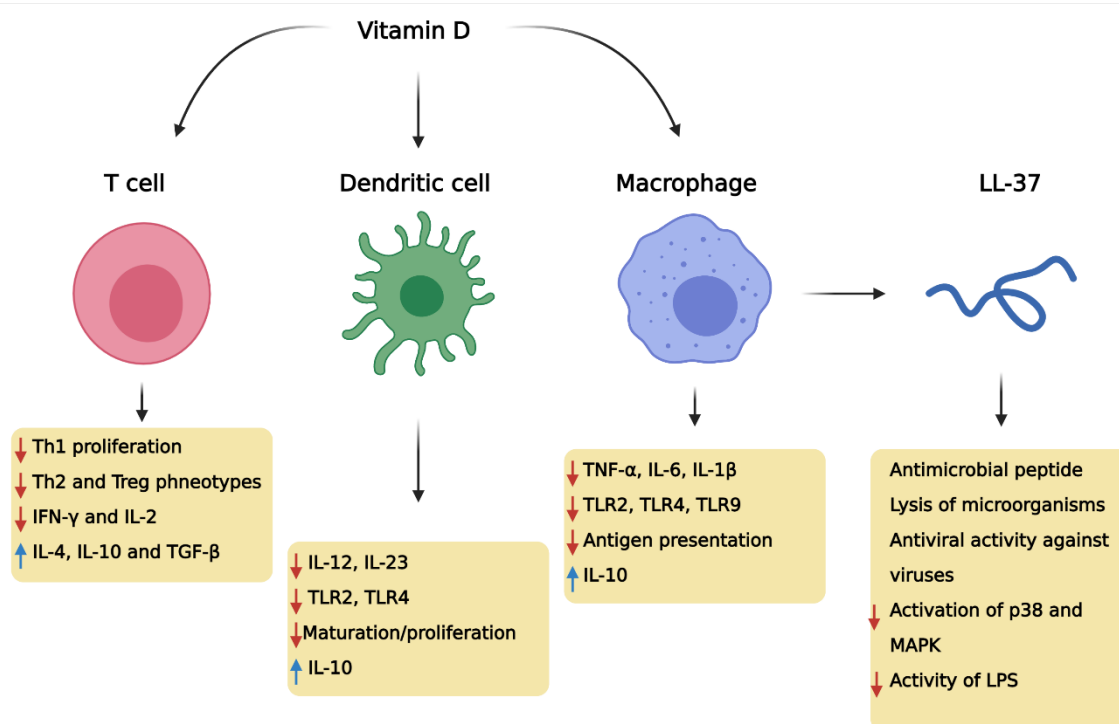 Vitamin D
T cell
Dendritic cell
Macrophage
LL-37
Th1 proliferation
Th2 and Treg phneotypes
IFN-γ and IL-2
IL-4, IL-10 and TGF-β
IL-12, IL-23
TLR2, TLR4
Maturation/proliferation
IL-10
TNF-α, IL-6, IL-1β
TLR2, TLR4, TLR9
Antigen presentation
IL-10
Antimicrobial peptide
Lysis of microorganisms
Antiviral activity against
viruses
Activation of p38 and
MAPK
Activity of LPS